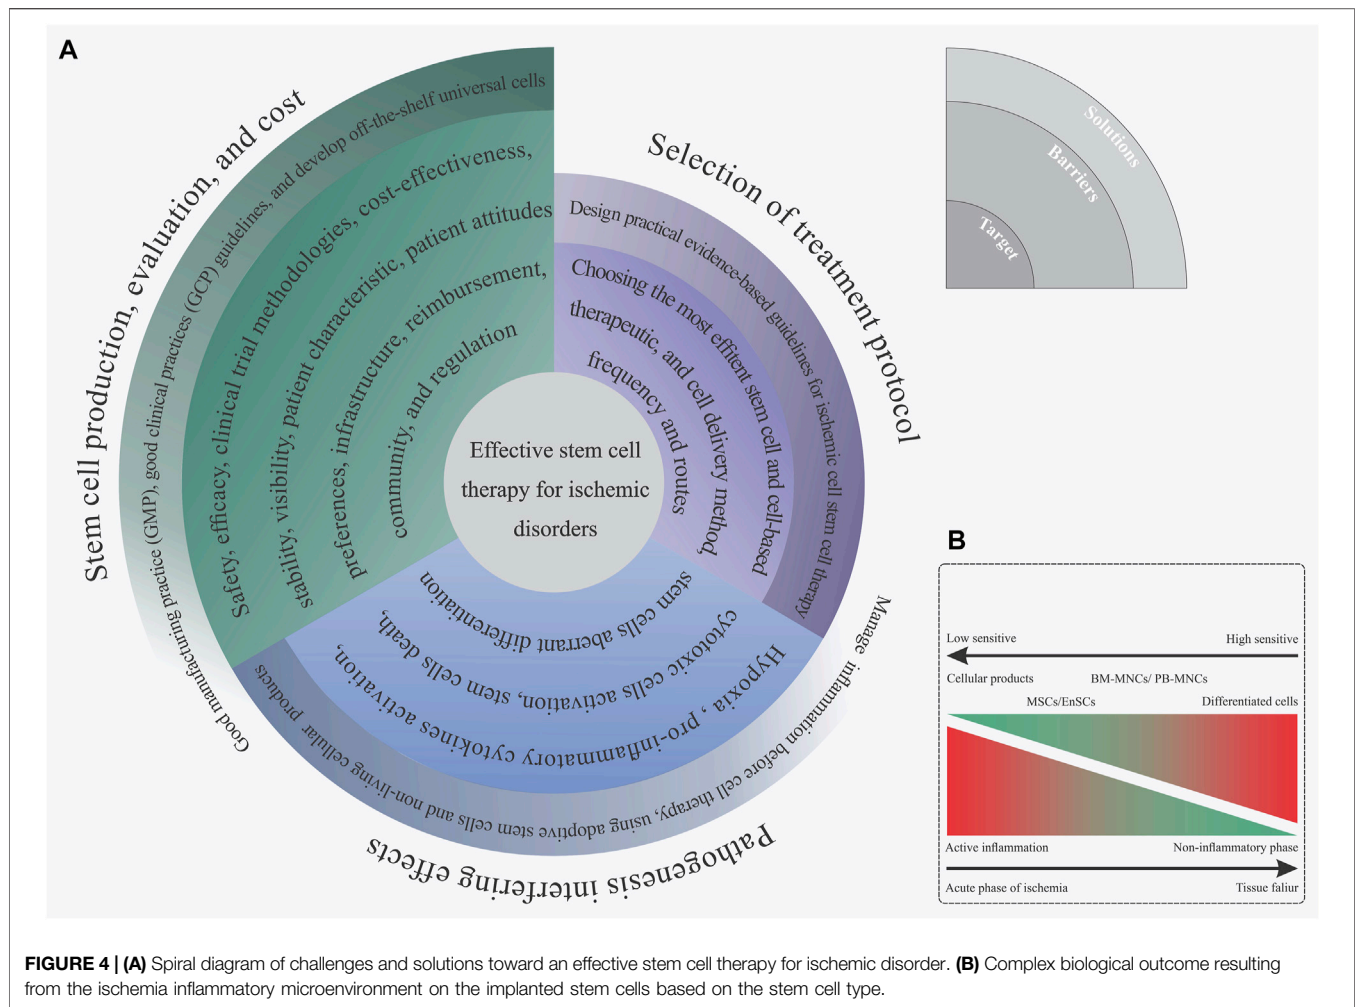 A
Stem cell production, evaluation, and cost
Good manufacturing practice (GMP), good clinical practices (GCP) guidelines, and develop off-the-shelf universal cells
Safety, efficacy, clinical trial methodologies, cost-effectiveness,
stability, visibility, patient characteristic, patient attitudes
preferences, infrastructure, reimbursement,
community, and regulation
Selection of treatment protocol
Design practical evidence-based guidelines for ischemic cell stem cell therapy
Choosing the most effitent stem cell and cell-based
therapeutic, and cell delivery method,
frequency and routes
Effective stem cell
therapy for ischemic
disorders
Pathogenesis interfering effects
Manage inflammation before cell therapy, using adoptive stem cells and non-living cellular products
Hypoxia , pro-inflammatory cytokines activation,
cytotoxic cells activation, stem cells death,
stem cells aberrant differentiation
Solutions
Barriers
Target
B
Low sensitive High sensitive
Cellular products BM-MNCs/ PB-MNCs
MSCs/EnSCs Differentiated cells
Active inflammation Non-inflammatory phase
Acute phase of ischemia Tissue faliur
FIGURE 4 | (A) Spiral diagram of challenges and solutions toward an effective stem cell therapy for ischemic disorder. (B) Complex biological outcome resulting
from the ischemia inflammatory microenvironment on the implanted stem cells based on the stem cell type.